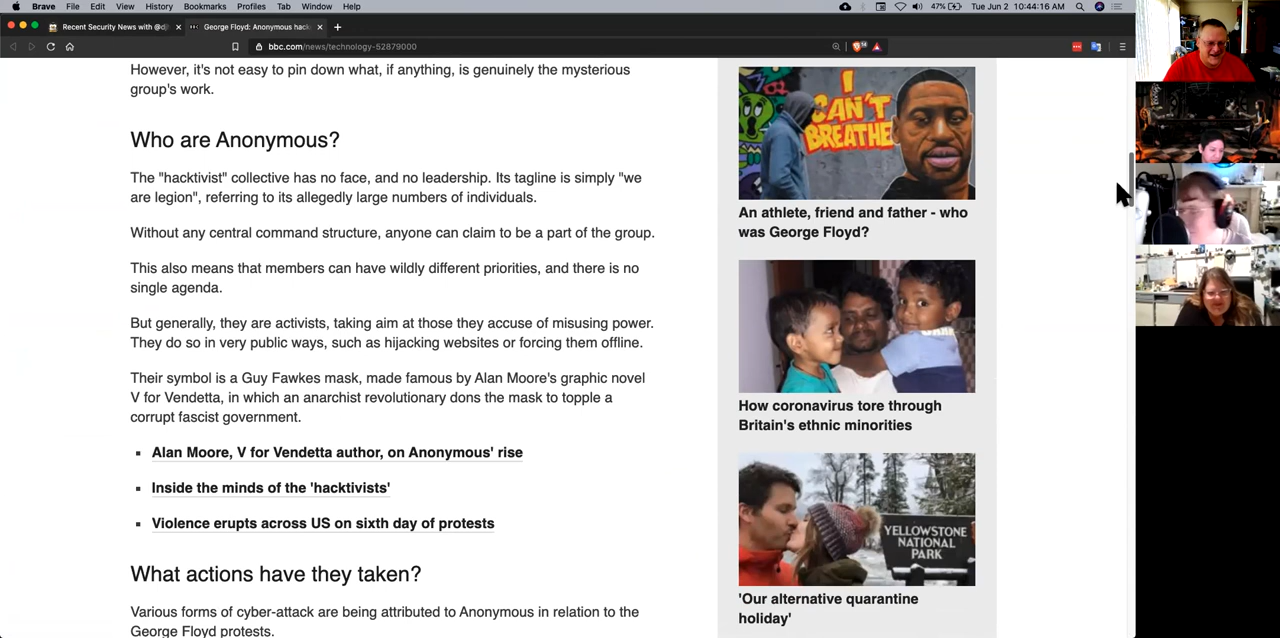 Brave File Edit View History Bookmarks Profiles Tab Window Help 47% Tue Jun 2 10:44:16 AM
Recent Security News with @dj × George Floyd: Anonymous hac × +
bbc.com/news/technology-52879000
However, it's not easy to pin down what, if anything, is genuinely the mysterious
group's work.
Who are Anonymous?
The "hacktivist" collective has no face, and no leadership. Its tagline is simply "we
are legion", referring to its allegedly large numbers of individuals.
Without any central command structure, anyone can claim to be a part of the group.
This also means that members can have wildly different priorities, and there is no
single agenda.
But generally, they are activists, taking aim at those they accuse of misusing power.
They do so in very public ways, such as hijacking websites or forcing them offline.
Their symbol is a Guy Fawkes mask, made famous by Alan Moore's graphic novel
V for Vendetta, in which an anarchist revolutionary dons the mask to topple a
corrupt fascist government.
Alan Moore, V for Vendetta author, on Anonymous' rise
Inside the minds of the 'hacktivists'
Violence erupts across US on sixth day of protests
What actions have they taken?
Various forms of cyber-attack are being attributed to Anonymous in relation to the
George Floyd protests.
I
CAN'T
BREATHE
An athlete, friend and father - who
was George Floyd?
How coronavirus tore through
Britain's ethnic minorities
YELLOWSTONE
NATIONAL
PARK
'Our alternative quarantine
holiday'